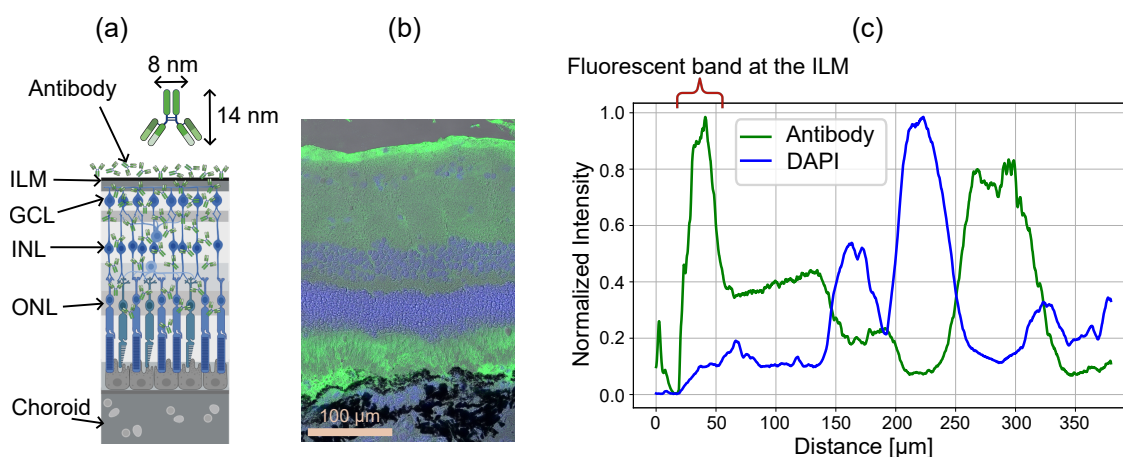 (a)
8 nm
Antibody
14 nm
ILM
GCL
INL
ONL
Choroid
(b)
100 µm
(c)
Fluorescent band at the ILM
Antibody
DAPI
Normalized Intensity
1.0
0.8
0.6
0.4
0.2
0.0
0 50 100 150 200 250 300 350
Distance [µm]